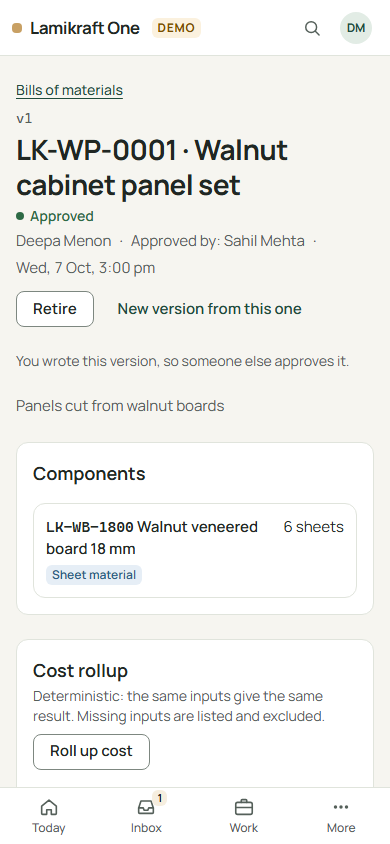 Lamikraft One DEMO DM
Bills of materials
v1
LK-WP-0001 · Walnut
cabinet panel set
Approved
Deepa Menon · Approved by: Sahil Mehta ·
Wed, 7 Oct, 3:00 pm
Retire New version from this one
You wrote this version, so someone else approves it.
Panels cut from walnut boards
Components
LK-WB-1800 Walnut veneered 6 sheets
board 18 mm
Sheet material
Cost rollup
Deterministic: the same inputs give the same
result. Missing inputs are listed and excluded.
Roll up cost
1
Today Inbox Work More